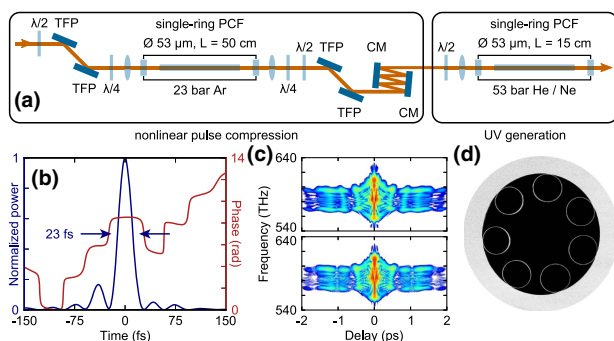 single-ring PCF
Ø 53 µm, L = 50 cm
single-ring PCF
Ø 53 µm, L = 15 cm
λ/2
TFP
TFP
λ/4
23 bar Ar
λ/4
TFP
TFP
CM
CM
λ/2
53 bar He / Ne
(a)
nonlinear pulse compression
UV generation
(b)
Normalized power
1
0
23 fs
14
0
Phase (rad)
-150
-75
0
75
150
Time (fs)
(c)
640
540
640
540
Frequency (THz)
-2
-1
0
1
2
Delay (ps)
(d)